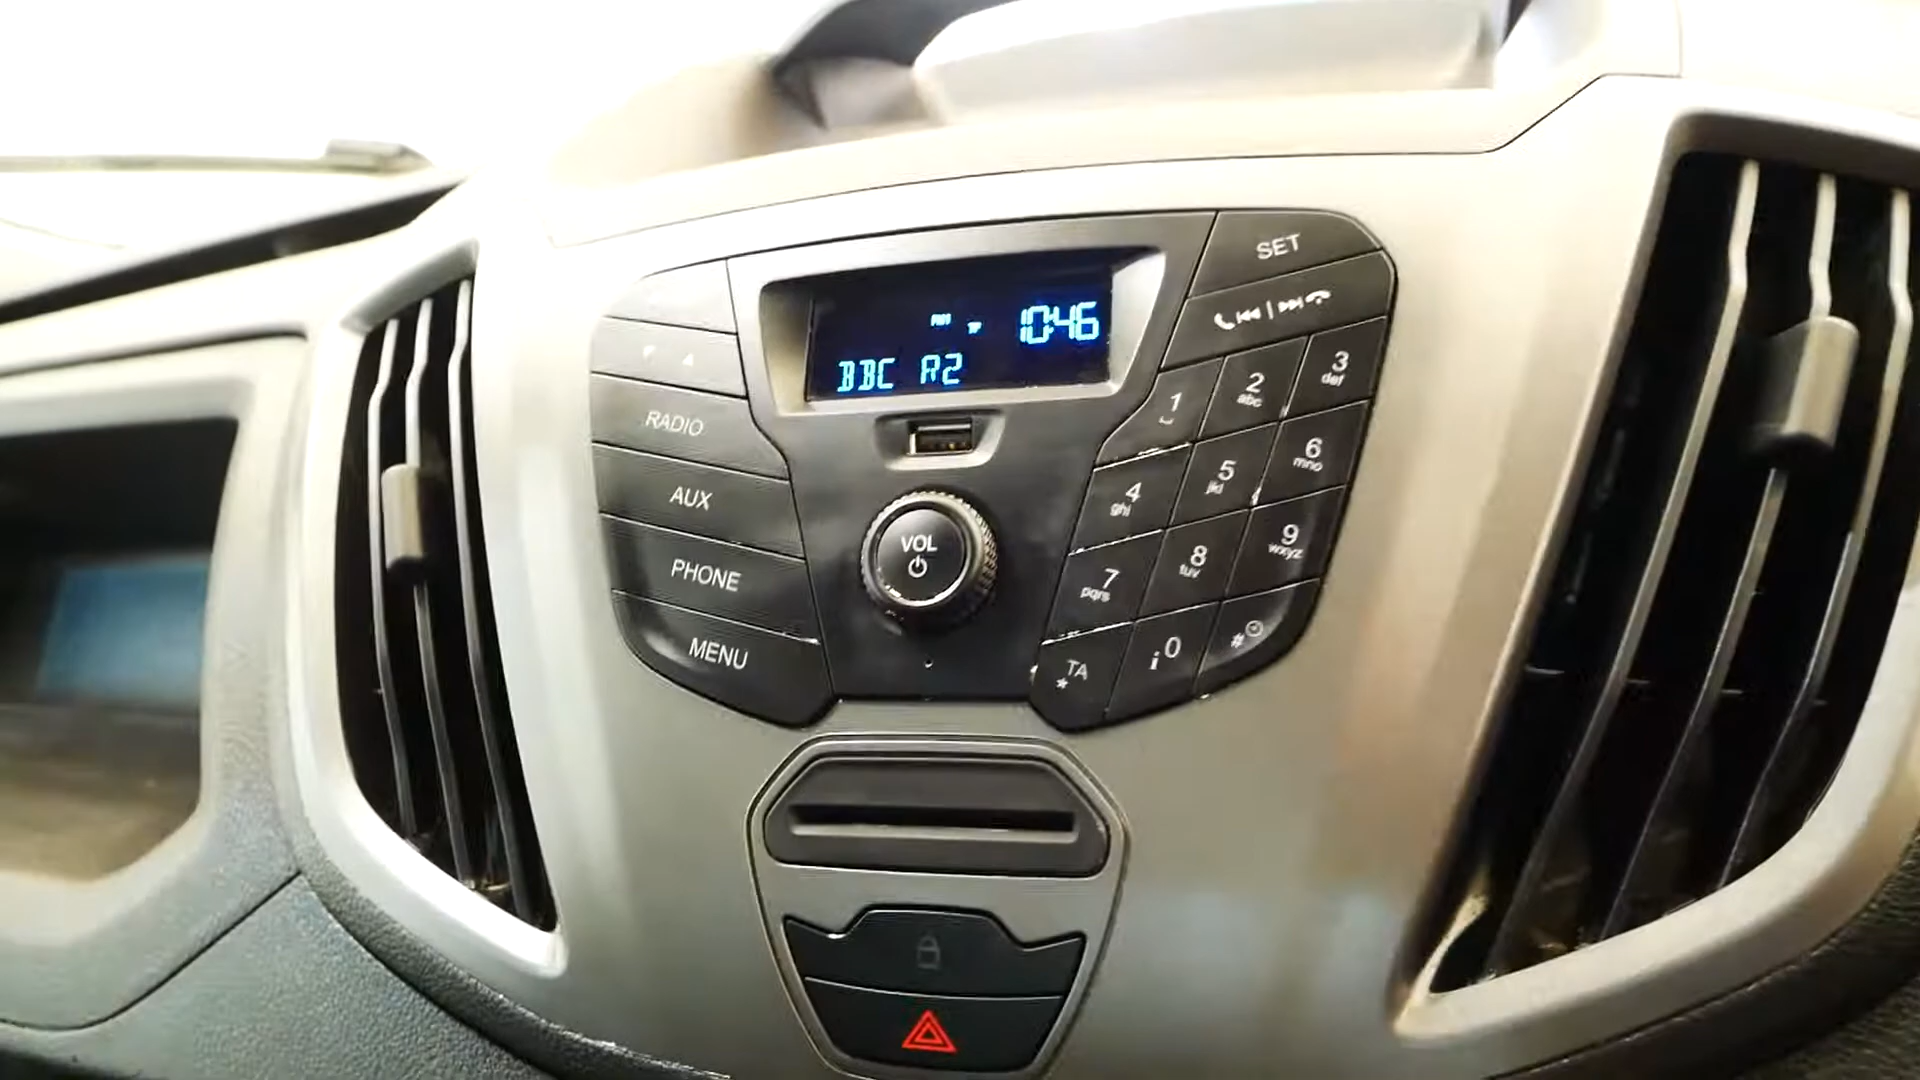 10:46
BBC R2
SET
RADIO
AUX
PHONE
MENU
VOL
1
2
abc
3
def
4
ghi
5
jkl
6
mno
7
pqrs
8
tuv
9
wxyz
TA
*
i 0
#